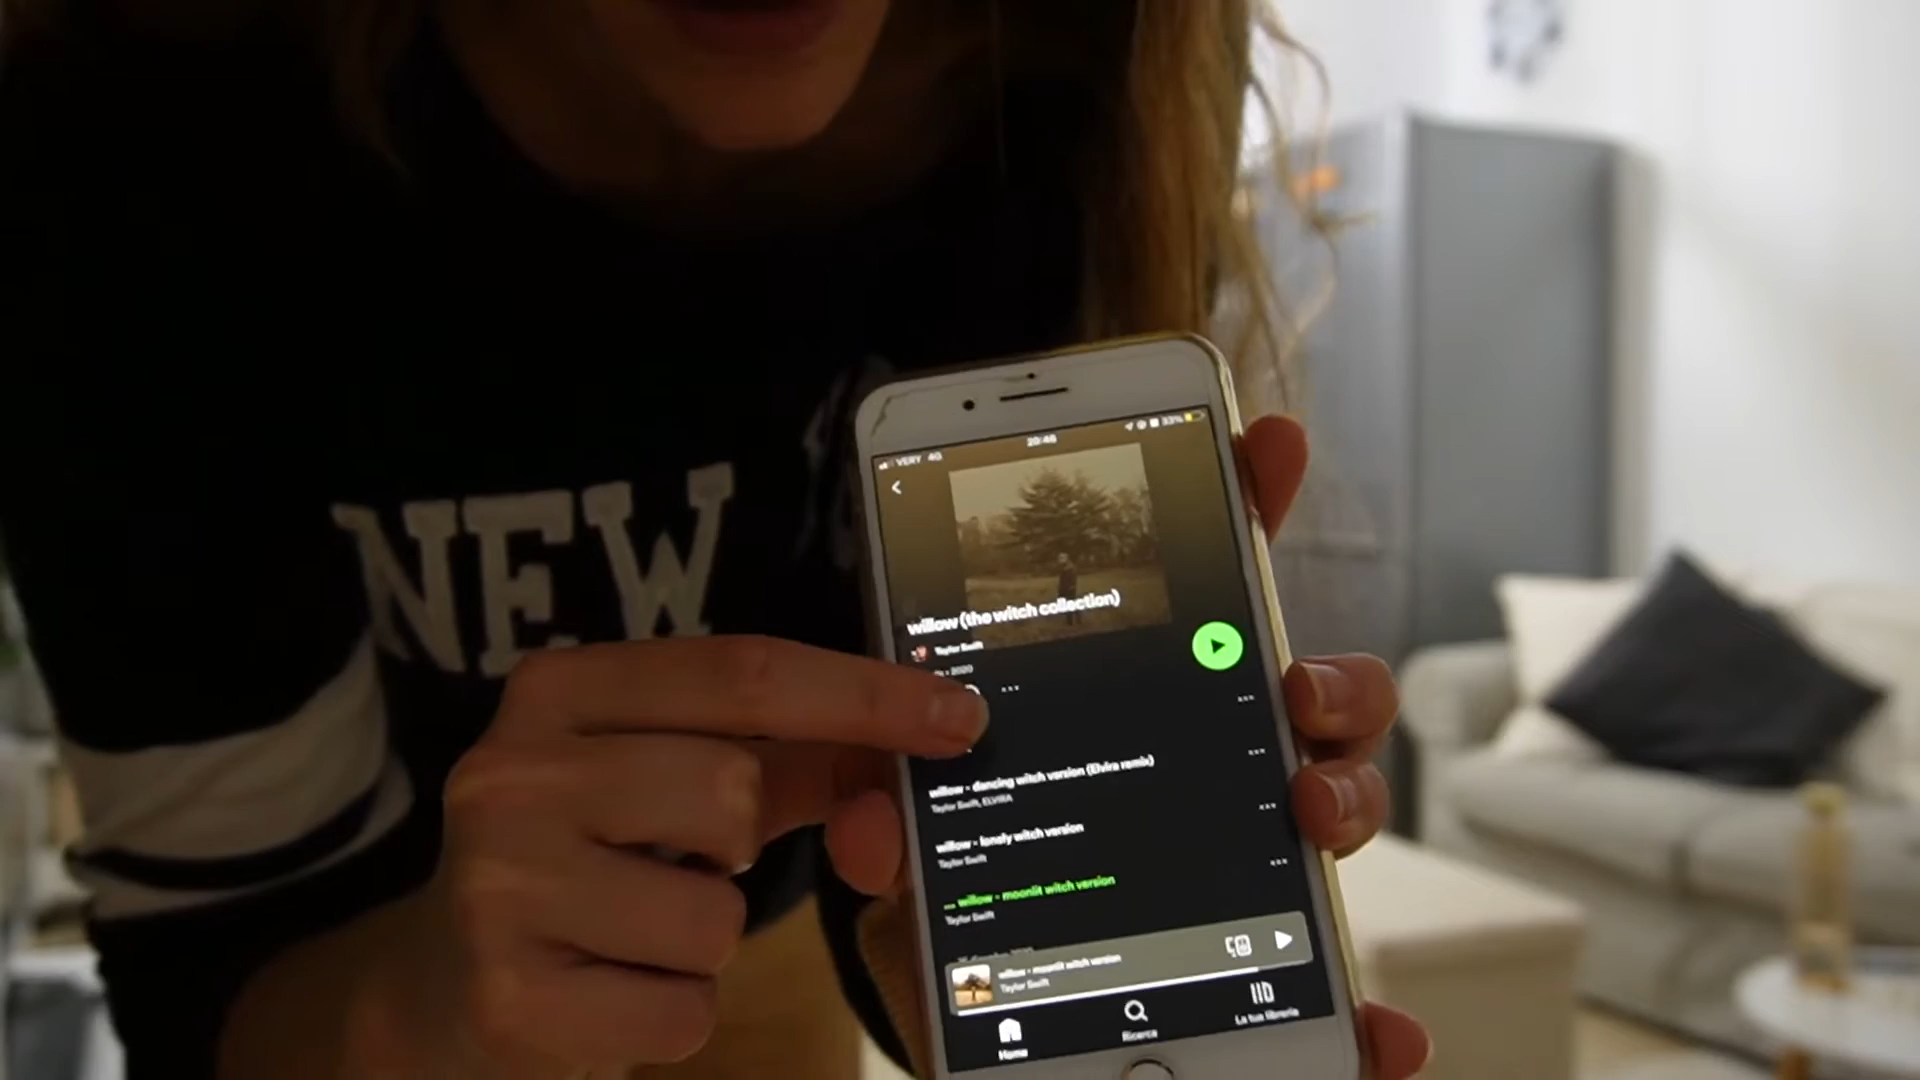 NEW
VERY 4G
20:46
33%
willow (the witch collection)
Taylor Swift
2020
willow - dancing witch version (Elvira remix)
Taylor Swift, ELVIRA
willow - lonely witch version
Taylor Swift
willow - moonlit witch version
Taylor Swift
willow - moonlit witch version
Taylor Swift
Home
Ricerca
La tua libreria